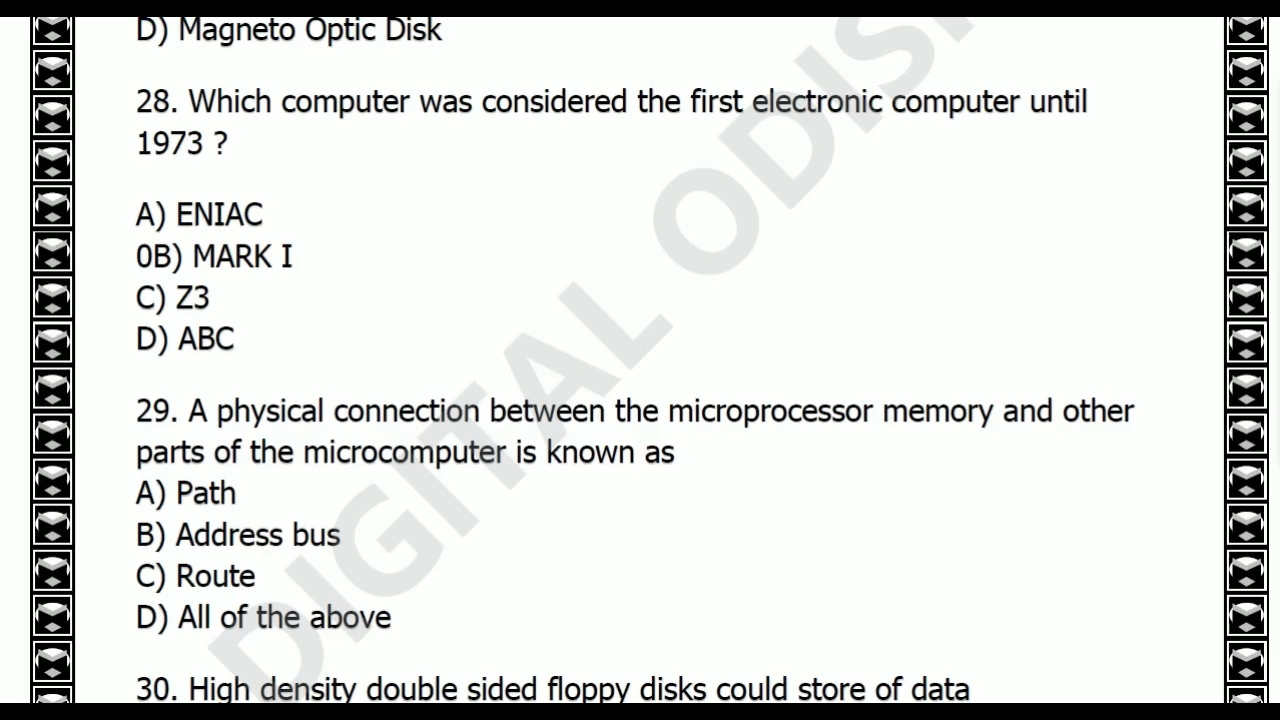 D) Magneto Optic Disk
28. Which computer was considered the first electronic computer until
1973 ?
A) ENIAC
0B) MARK I
C) Z3
D) ABC
29. A physical connection between the microprocessor memory and other
parts of the microcomputer is known as
A) Path
B) Address bus
C) Route
D) All of the above
30. High density double sided floppy disks could store of data
DIGITAL ODIS